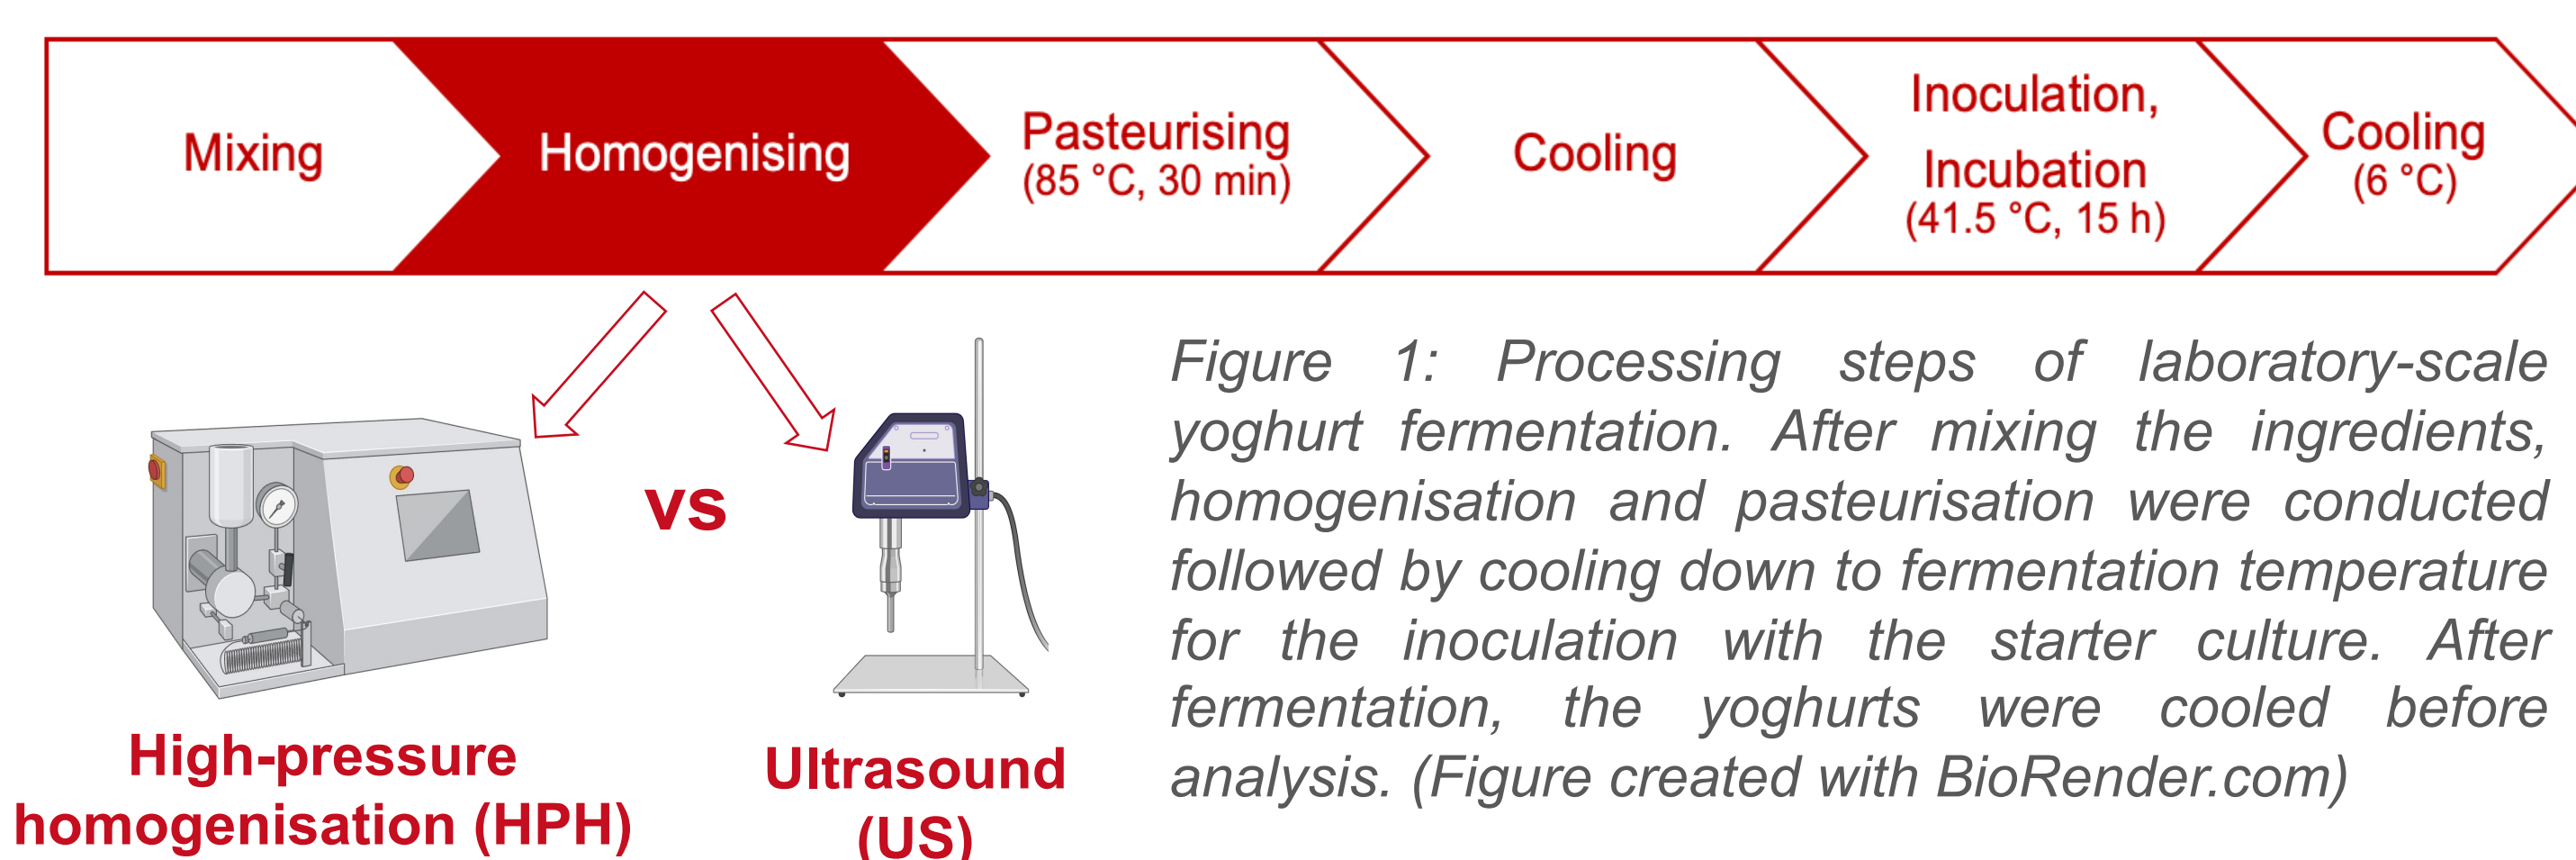 Mixing
Homogenising
Pasteurising
(85 °C, 30 min)
Cooling
Inoculation,
Incubation
(41.5 °C, 15 h)
Cooling
(6 °C)
vs
High-pressure
homogenisation (HPH)
Ultrasound
(US)
Figure 1: Processing steps of laboratory-scale
yoghurt fermentation. After mixing the ingredients,
homogenisation and pasteurisation were conducted
followed by cooling down to fermentation temperature
for the inoculation with the starter culture. After
fermentation, the yoghurts were cooled before
analysis. (Figure created with BioRender.com)